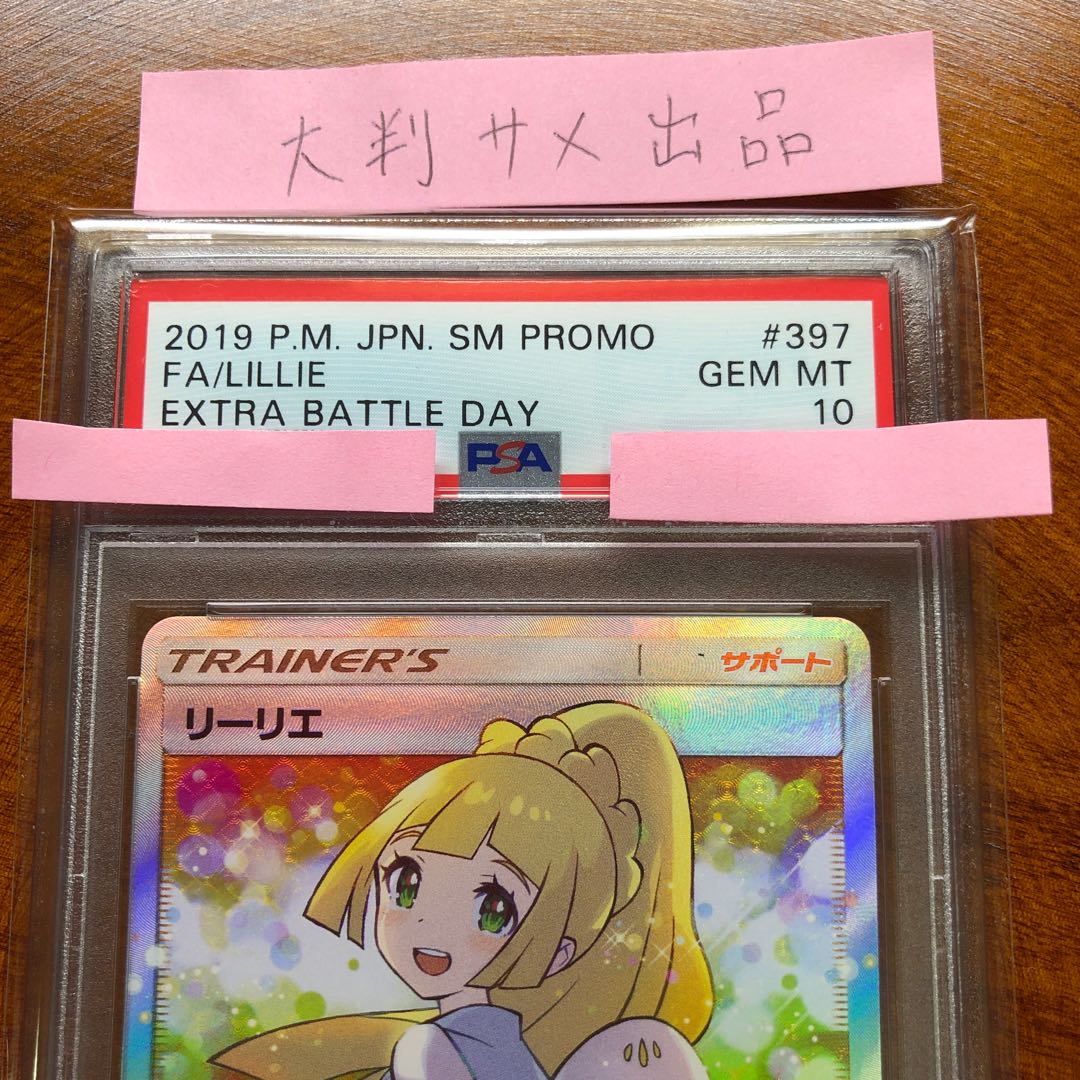 大判サメ出品
2019 P.M. JPN. SM PROMO #397
FA/LILLIE GEM MT
EXTRA BATTLE DAY 10
PSA
TRAINER'S サポート
リーリエ